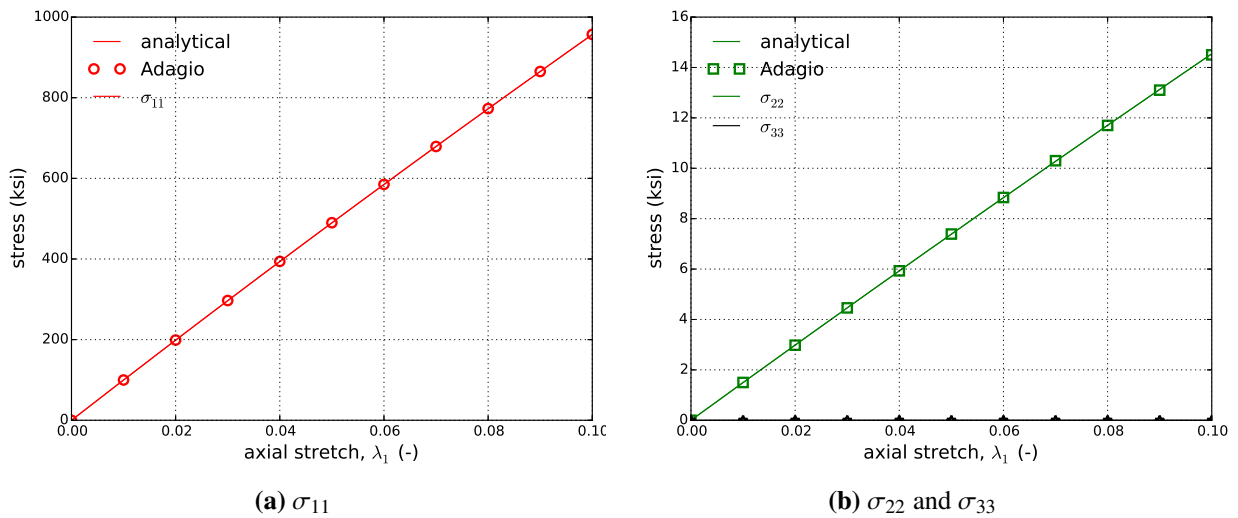 1000
800
600
400
200
0
stress (ksi)
analytical
Adagio
σ₁₁
0.00 0.02 0.04 0.06 0.08 0.10
axial stretch, λ₁ (-)
(a) σ₁₁
16
14
12
10
8
6
4
2
0
stress (ksi)
analytical
Adagio
σ₂₂
σ₃₃
0.00 0.02 0.04 0.06 0.08 0.10
axial stretch, λ₁ (-)
(b) σ₂₂ and σ₃₃